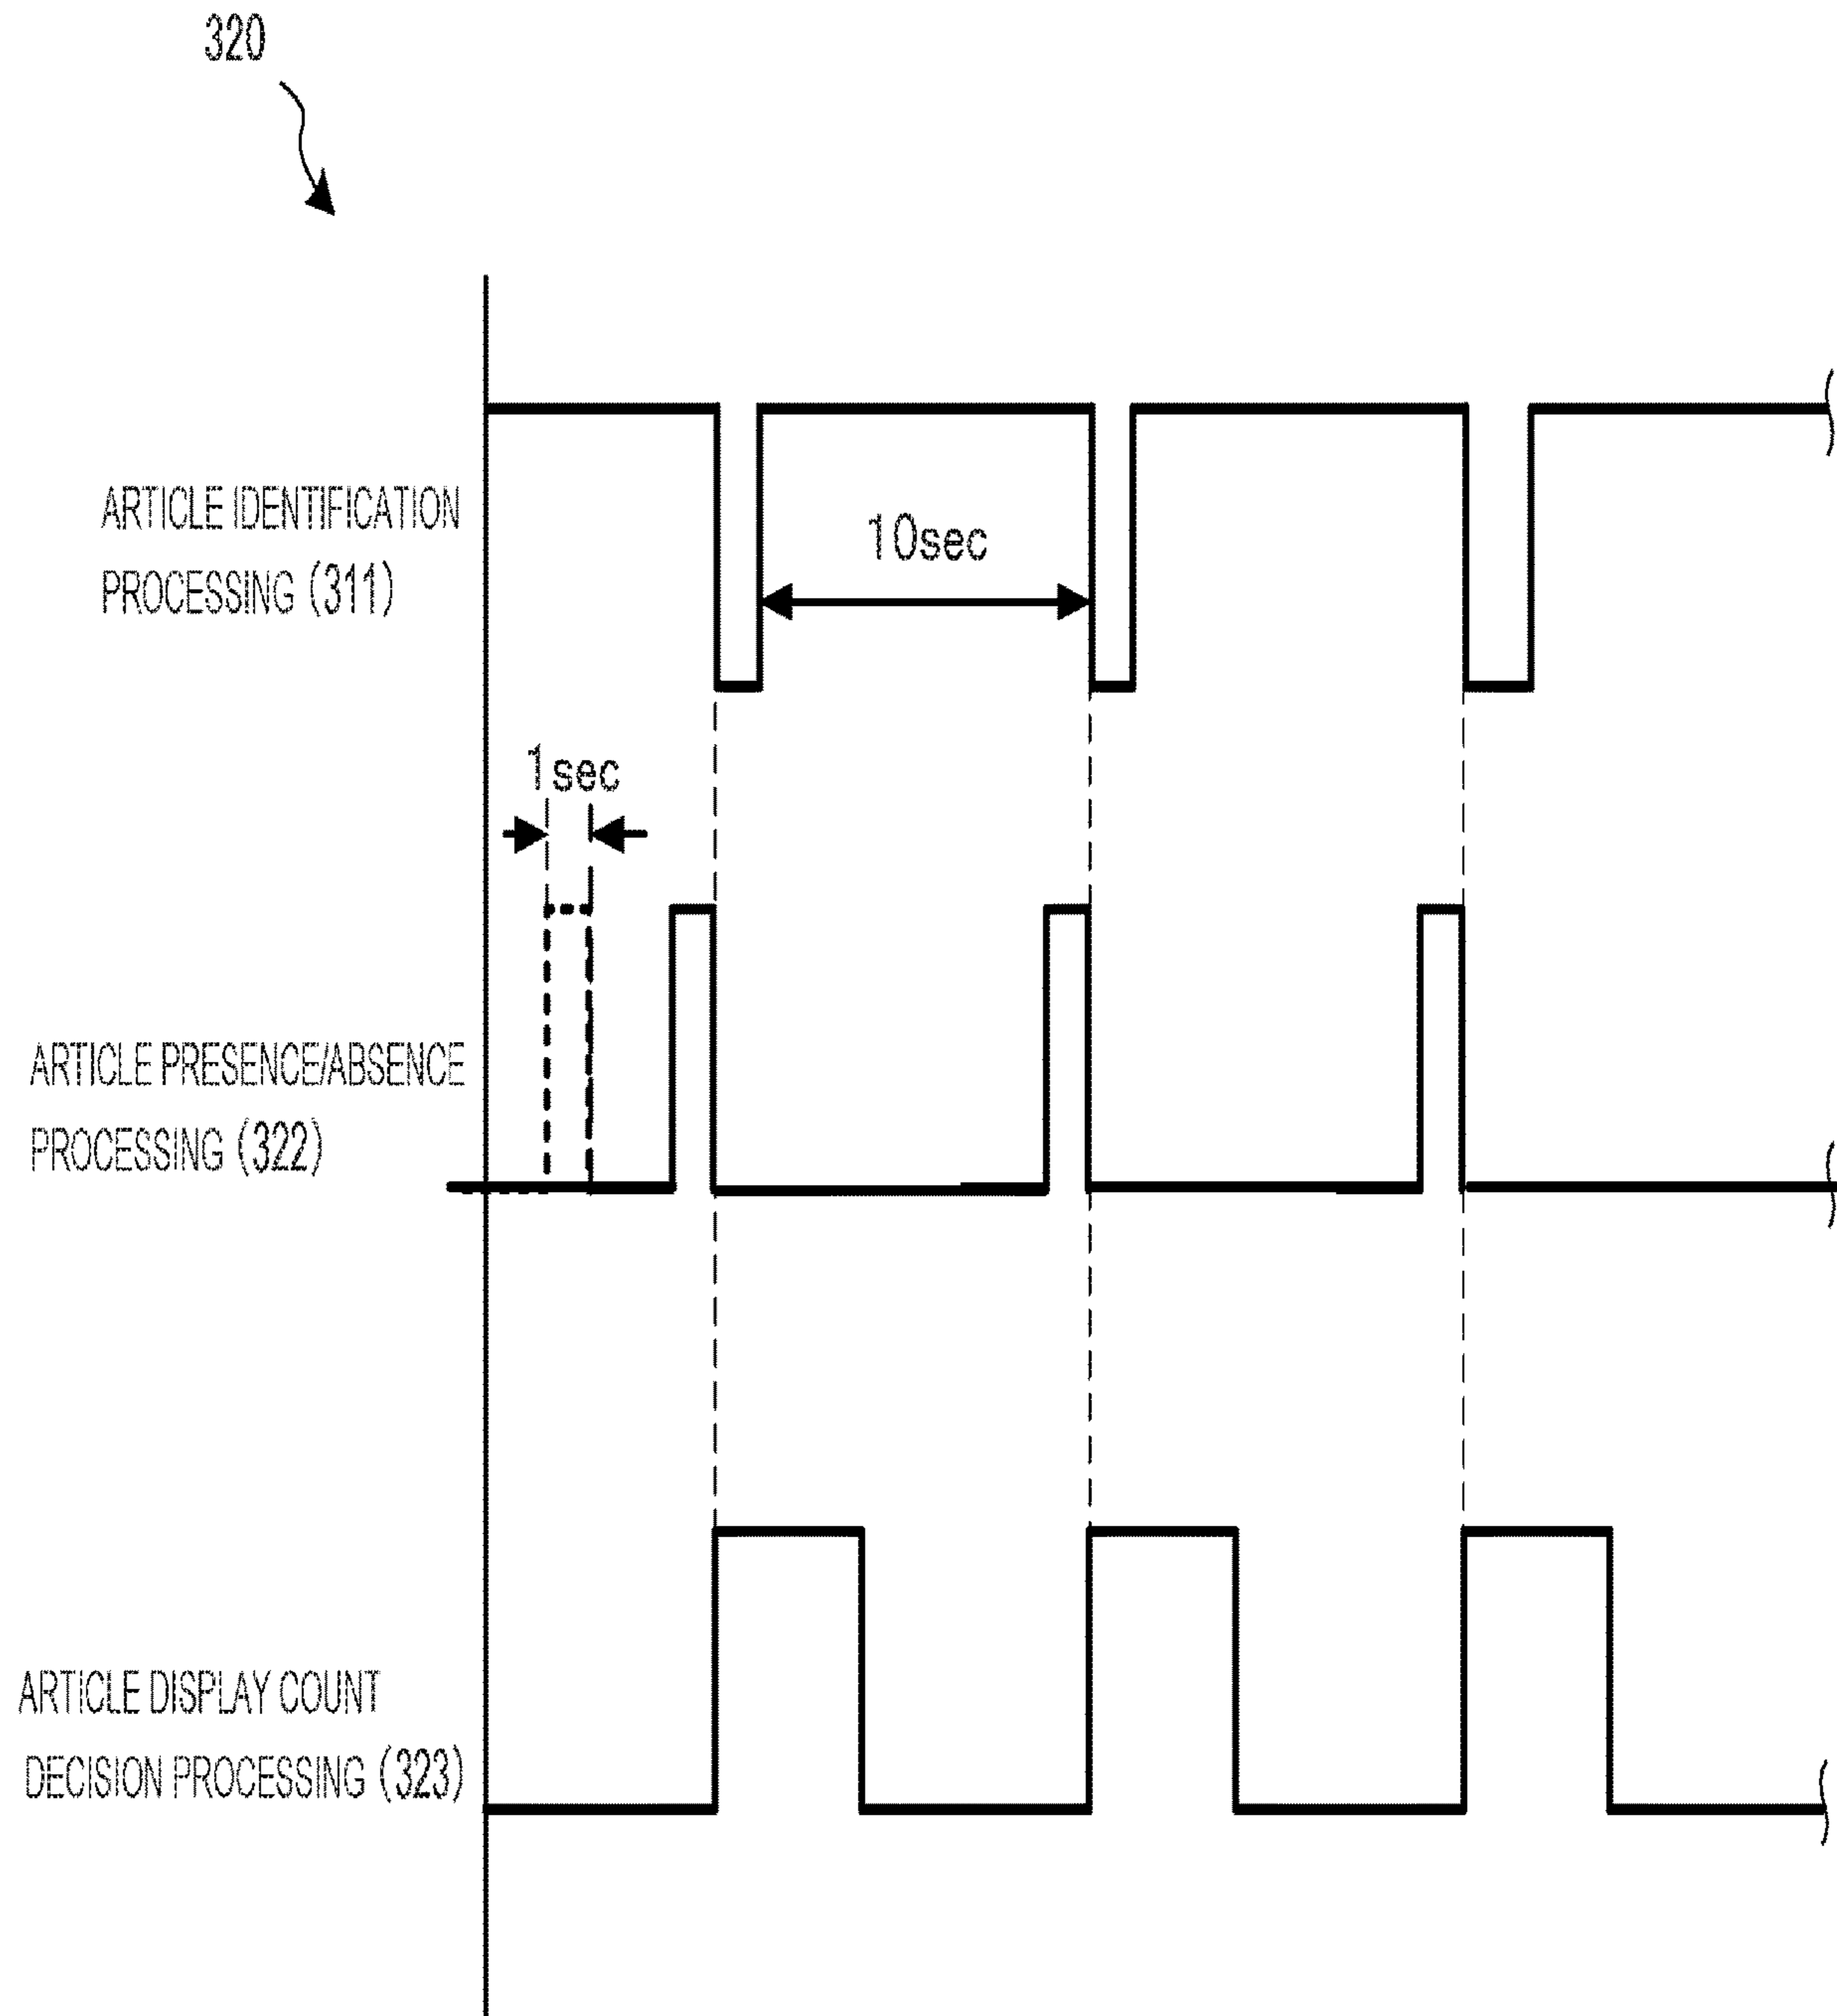 320
ARTICLE IDENTIFICATION
PROCESSING (311)
10sec
1sec
ARTICLE PRESENCE/ABSENCE
PROCESSING (322)
ARTICLE DISPLAY COUNT
DECISION PROCESSING (323)